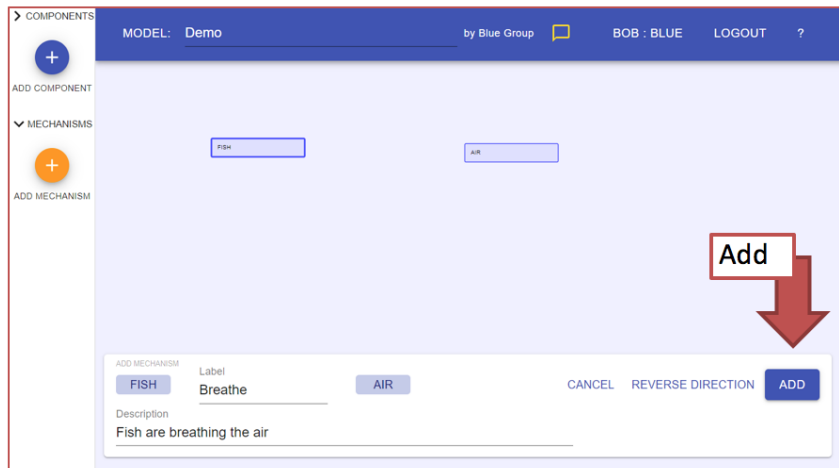 COMPONENTS
ADD COMPONENT
MECHANISMS
ADD MECHANISM
MODEL: Demo by Blue Group BOB : BLUE LOGOUT ?
FISH
AIR
Add
ADD MECHANISM
FISH Label Breathe AIR CANCEL REVERSE DIRECTION ADD
Description
Fish are breathing the air